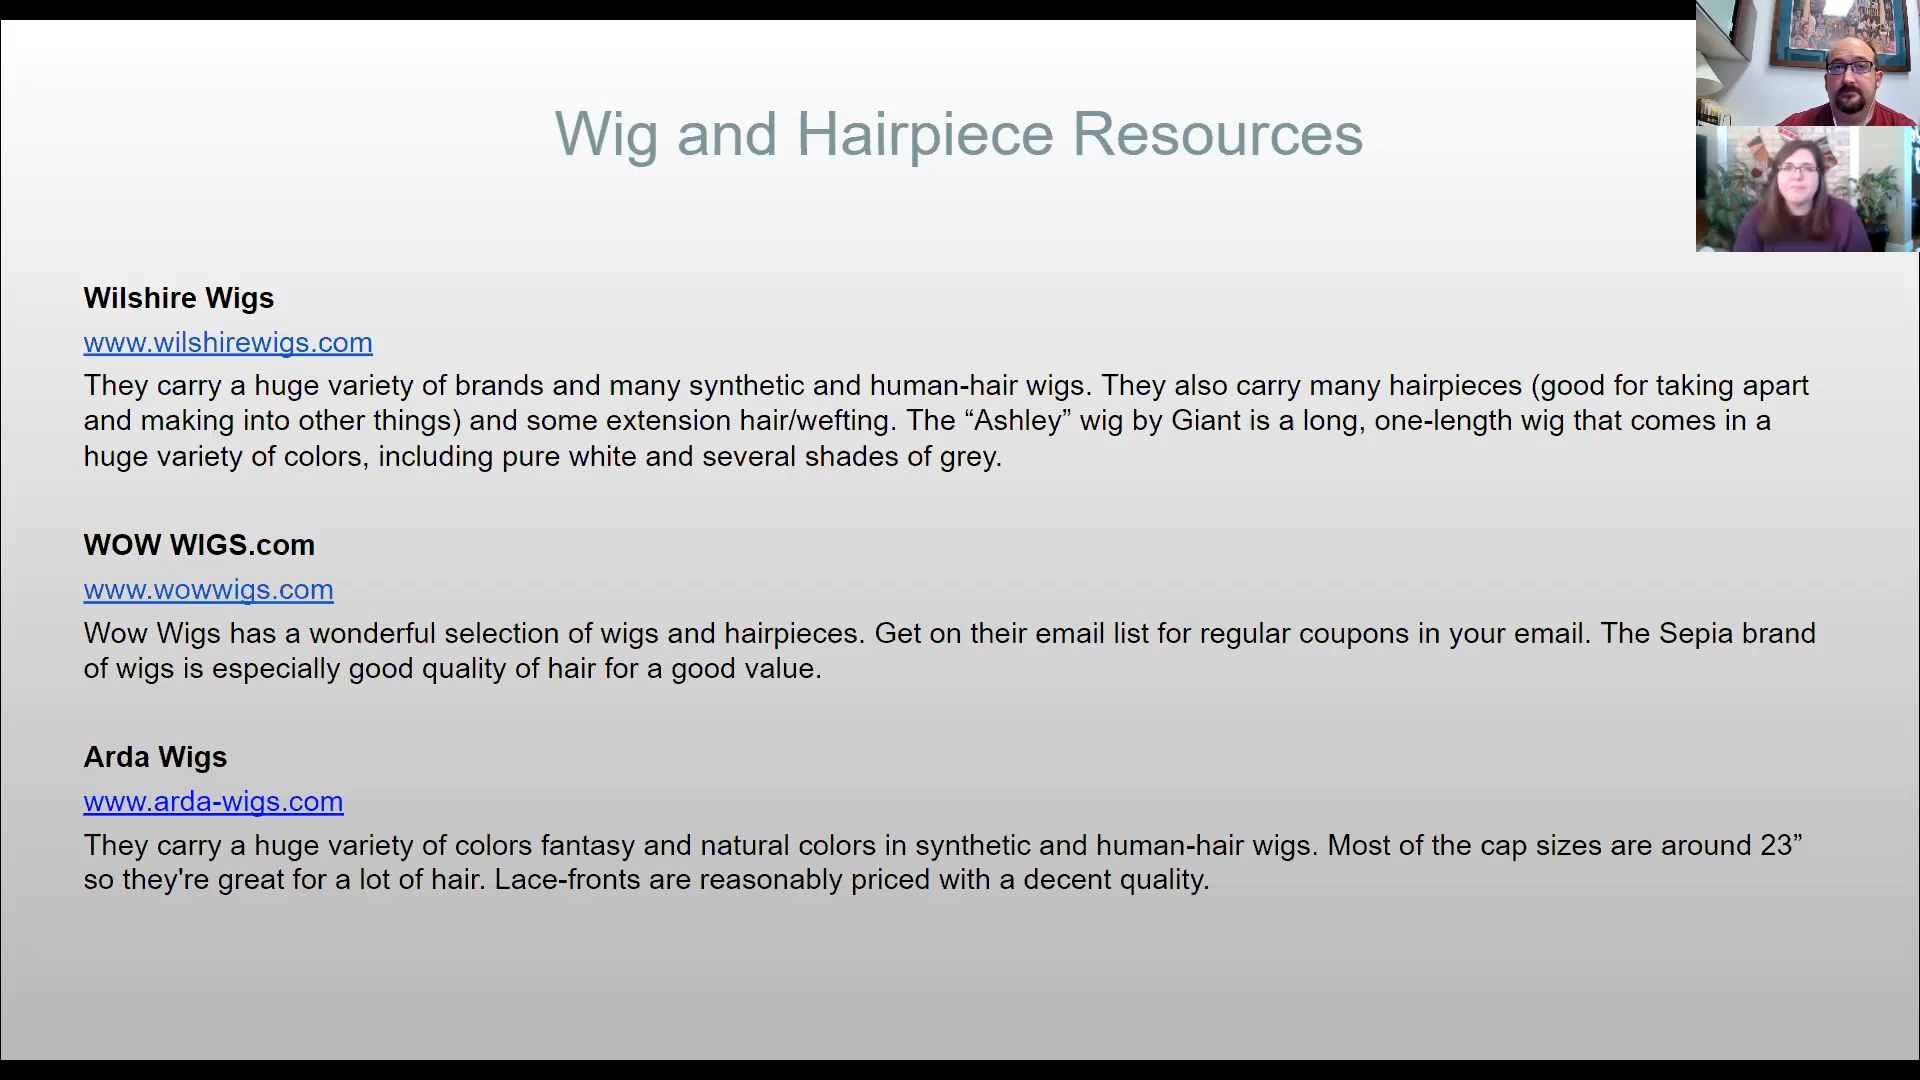 Wig and Hairpiece Resources
Wilshire Wigs
www.wilshirewigs.com
They carry a huge variety of brands and many synthetic and human-hair wigs. They also carry many hairpieces (good for taking apart
and making into other things) and some extension hair/wefting. The “Ashley” wig by Giant is a long, one-length wig that comes in a
huge variety of colors, including pure white and several shades of grey.
WOW WIGS.com
www.wowwigs.com
Wow Wigs has a wonderful selection of wigs and hairpieces. Get on their email list for regular coupons in your email. The Sepia brand
of wigs is especially good quality of hair for a good value.
Arda Wigs
www.arda-wigs.com
They carry a huge variety of colors fantasy and natural colors in synthetic and human-hair wigs. Most of the cap sizes are around 23”
so they're great for a lot of hair. Lace-fronts are reasonably priced with a decent quality.